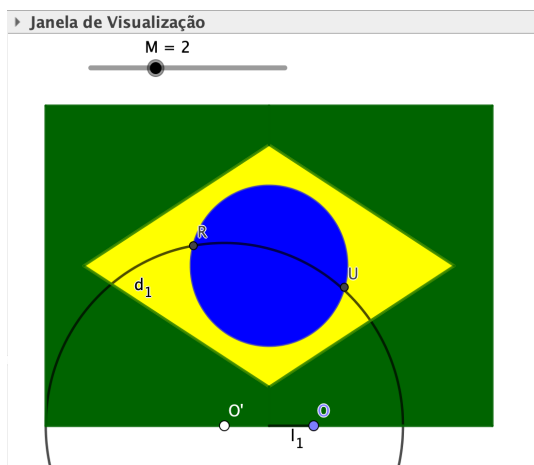 Janela de Visualização
M = 2
R
U
d1
O'
O
l1